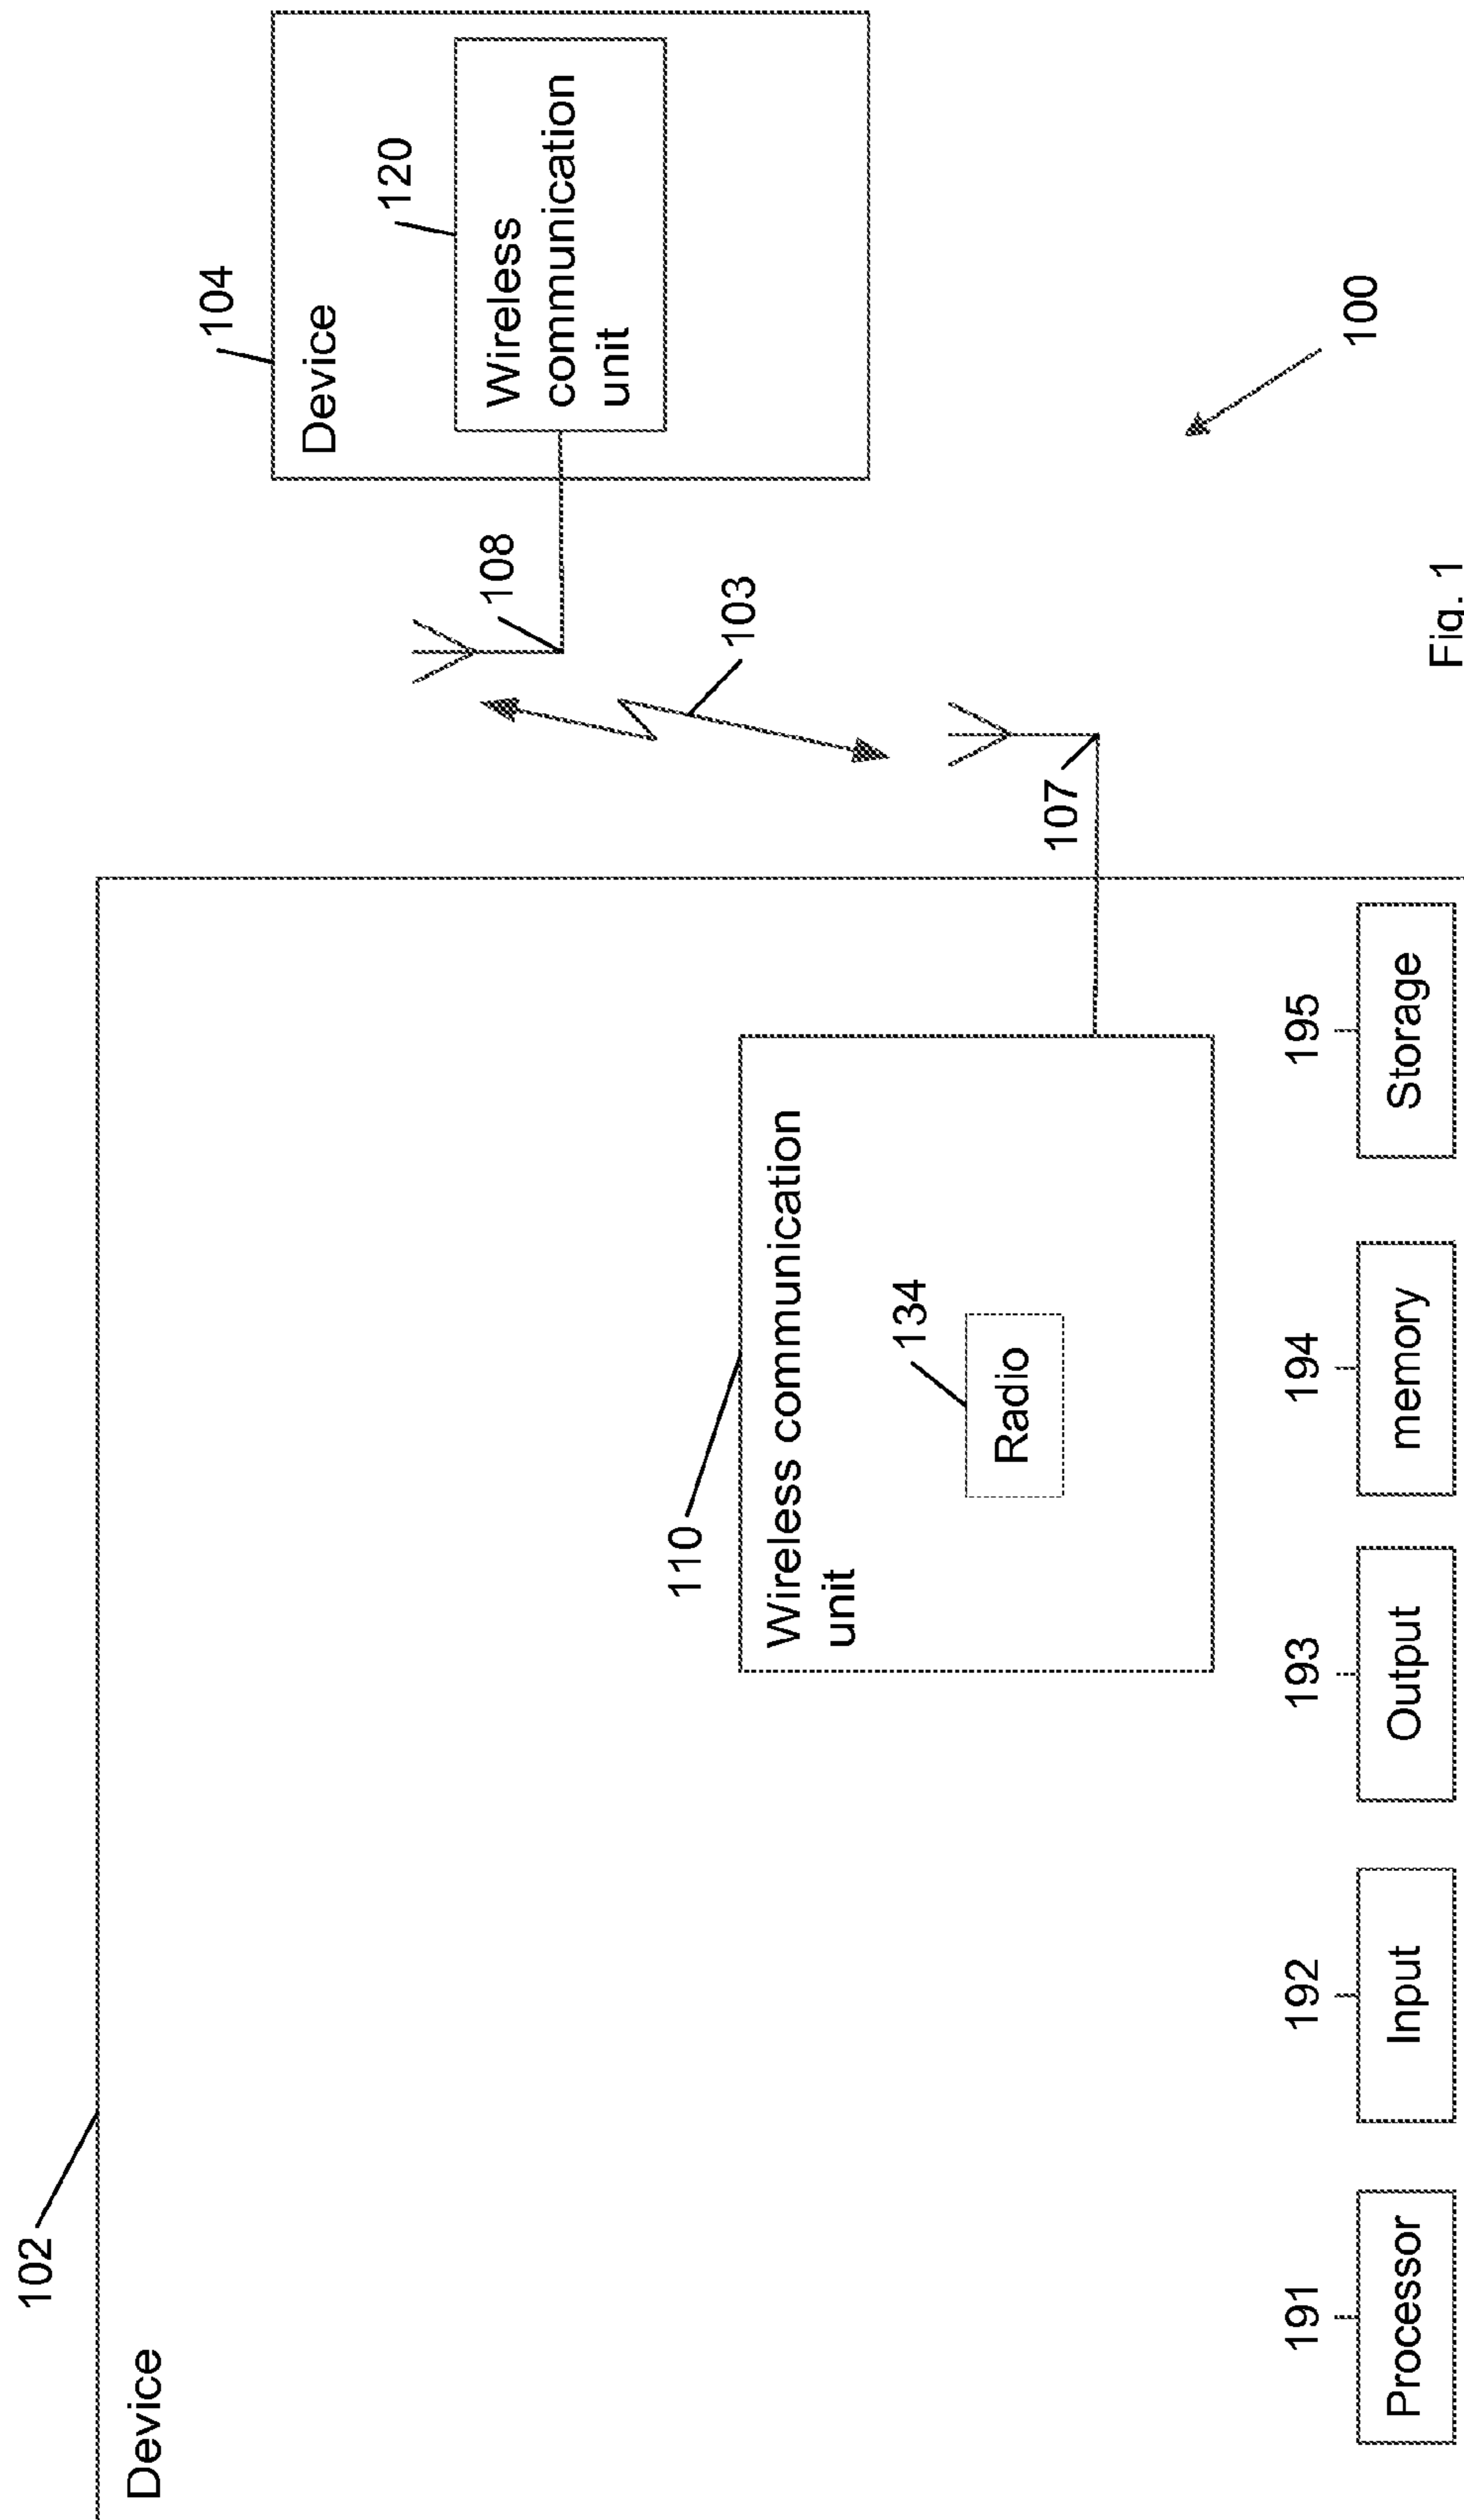 102
Device
104
Device
120
Wireless
communication
unit
108
103
107
110
Wireless communication
unit
134
Radio
191
192
193
194
195
Processor
Input
Output
memory
Storage
100
Fig. 1